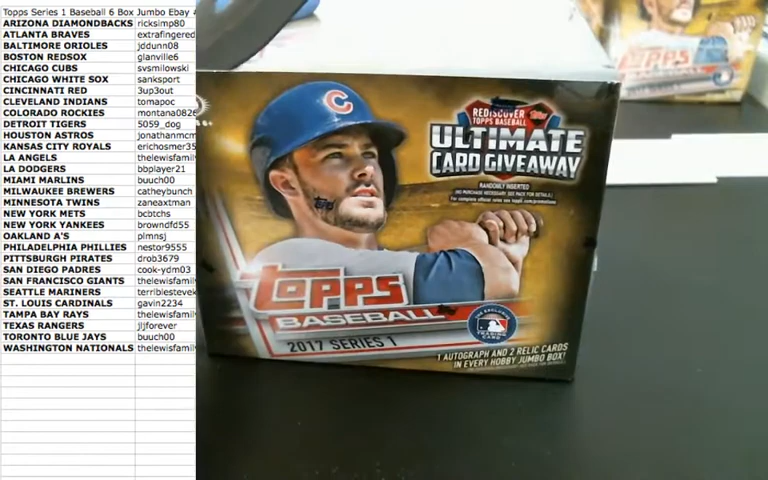 Topps Series 1 Baseball 6 Box Jumbo Ebay
ARIZONA DIAMONDBACKS ricksimp80
ATLANTA BRAVES extrafingered
BALTIMORE ORIOLES jddunn08
BOSTON REDSOX glanville6
CHICAGO CUBS svsmilowski
CHICAGO WHITE SOX sanksport
CINCINNATI RED 3up3out
CLEVELAND INDIANS tomapoc
COLORADO ROCKIES montana0826
DETROIT TIGERS 5059_dog
HOUSTON ASTROS jonathanmcm
KANSAS CITY ROYALS erichosmer35
LA ANGELS thelewisfamil
LA DODGERS bbplayer21
MIAMI MARLINS buuch00
MILWAUKEE BREWERS catheybunch
MINNESOTA TWINS zaneaxtman
NEW YORK METS bcbtchs
NEW YORK YANKEES browndfd55
OAKLAND A'S plmnsj
PHILADELPHIA PHILLIES nestor9555
PITTSBURGH PIRATES drob3679
SAN DIEGO PADRES cook-ydm03
SAN FRANCISCO GIANTS thelewisfamil
SEATTLE MARINERS terriblestevek
ST. LOUIS CARDINALS gavin2234
TAMPA BAY RAYS thelewisfamil
TEXAS RANGERS jljforever
TORONTO BLUE JAYS buuch00
WASHINGTON NATIONALS thelewisfamil
C
topps
REDISCOVER
TOPPS BASEBALL
topps
ULTIMATE
CARD GIVEAWAY
RANDOMLY INSERTED
topps
BASEBALL
2017 SERIES 1
1 AUTOGRAPH AND 2 RELIC CARDS
IN EVERY HOBBY JUMBO BOX!